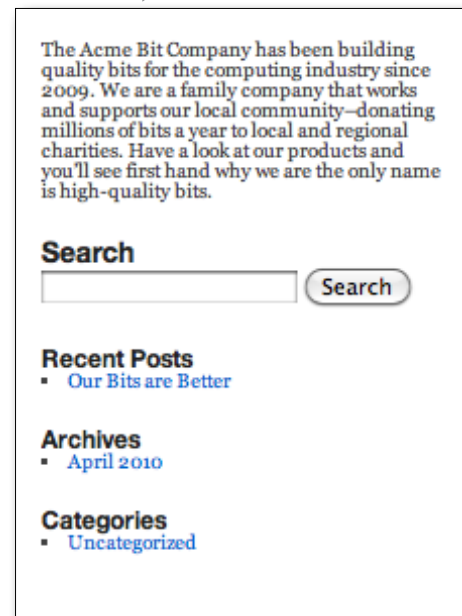 The Acme Bit Company has been building
quality bits for the computing industry since
2009. We are a family company that works
and supports our local community—donating
millions of bits a year to local and regional
charities. Have a look at our products and
you'll see first hand why we are the only name
is high-quality bits.
Search
Search
Recent Posts
Our Bits are Better
Archives
April 2010
Categories
Uncategorized